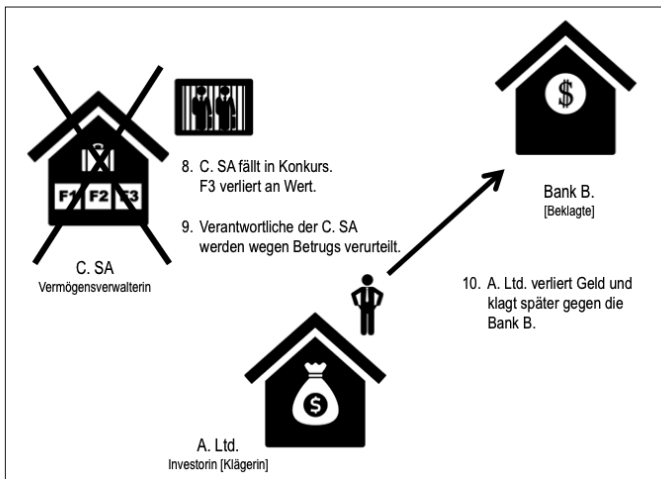 $
F1 F2 F3
8. C. SA fällt in Konkurs.
F3 verliert an Wert.
9. Verantwortliche der C. SA
werden wegen Betrugs verurteilt.
C. SA
Vermögensverwalterin
Bank B.
[Beklagte]
10. A. Ltd. verliert Geld und
klagt später gegen die
Bank B.
$
A. Ltd.
Investorin [Klägerin]